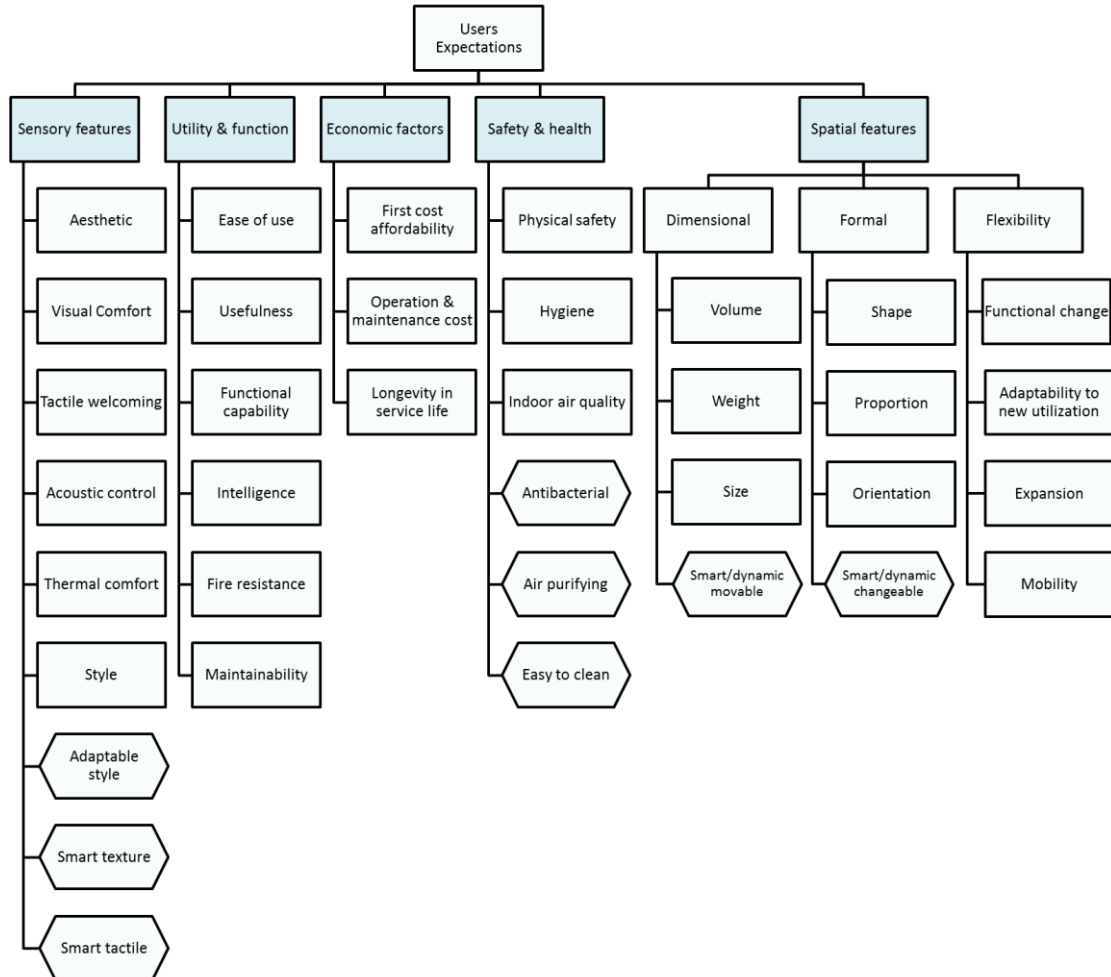 Users
Expectations
Sensory features
Utility & function
Economic factors
Safety & health
Spatial features
Aesthetic
Visual Comfort
Tactile welcoming
Acoustic control
Thermal comfort
Style
Adaptable
style
Smart texture
Smart tactile
Ease of use
Usefulness
Functional
capability
Intelligence
Fire resistance
Maintainability
First cost
affordability
Operation &
maintenance cost
Longevity in
service life
Physical safety
Hygiene
Indoor air quality
Antibacterial
Air purifying
Easy to clean
Dimensional
Volume
Weight
Size
Smart/dynamic
movable
Formal
Shape
Proportion
Orientation
Smart/dynamic
changeable
Flexibility
Functional change
Adaptability to
new utilization
Expansion
Mobility